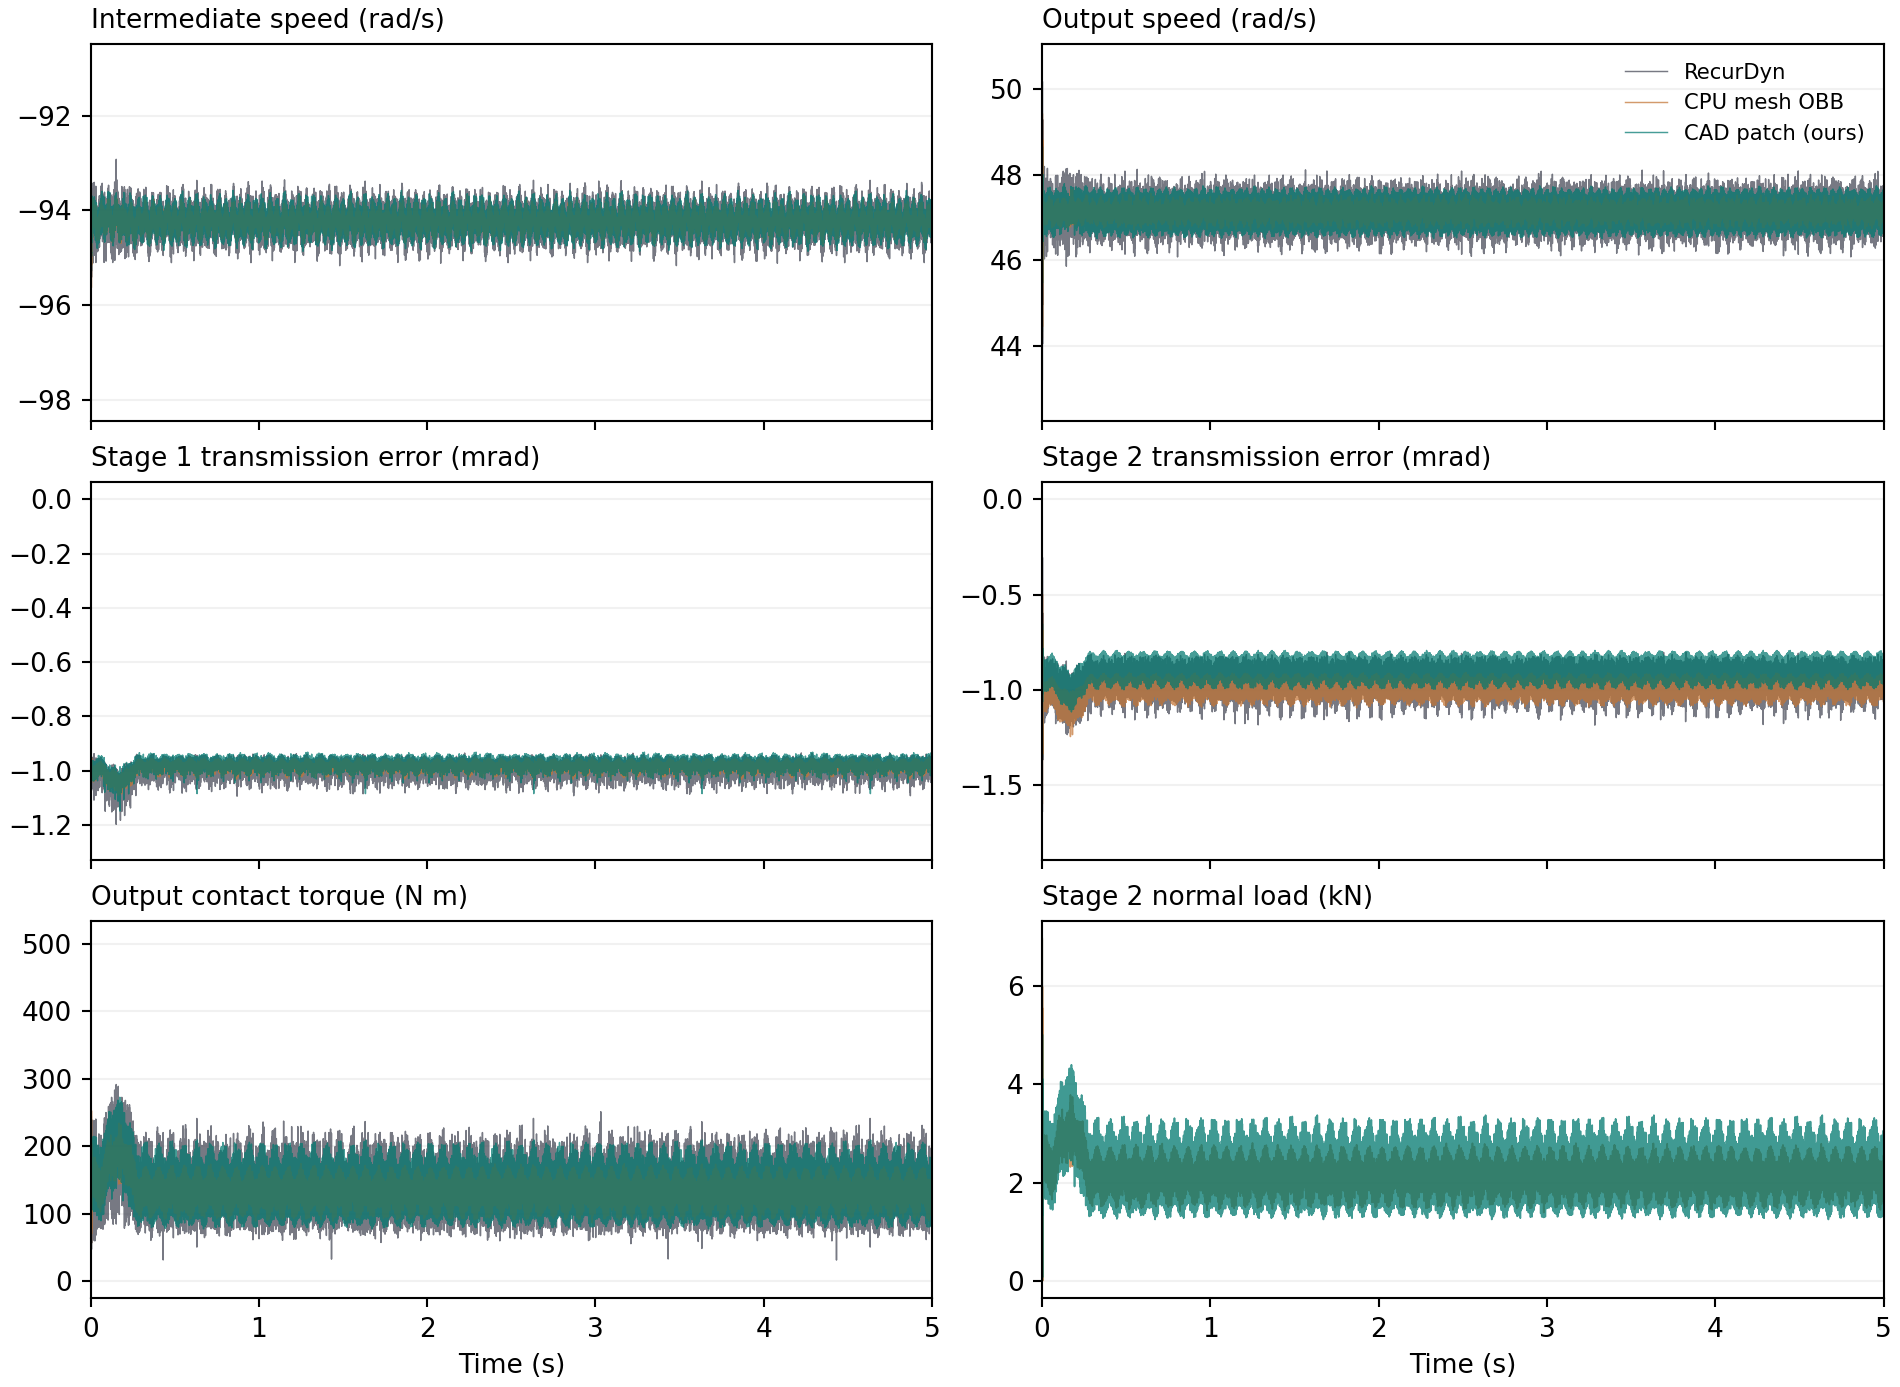 Intermediate speed (rad/s)
−92
−94
−96
−98
Output speed (rad/s)
50
48
46
44
RecurDyn
CPU mesh OBB
CAD patch (ours)
Stage 1 transmission error (mrad)
0.0
−0.2
−0.4
−0.6
−0.8
−1.0
−1.2
Stage 2 transmission error (mrad)
0.0
−0.5
−1.0
−1.5
Output contact torque (N m)
500
400
300
200
100
0
0 1 2 3 4 5
Time (s)
Stage 2 normal load (kN)
6
4
2
0
0 1 2 3 4 5
Time (s)